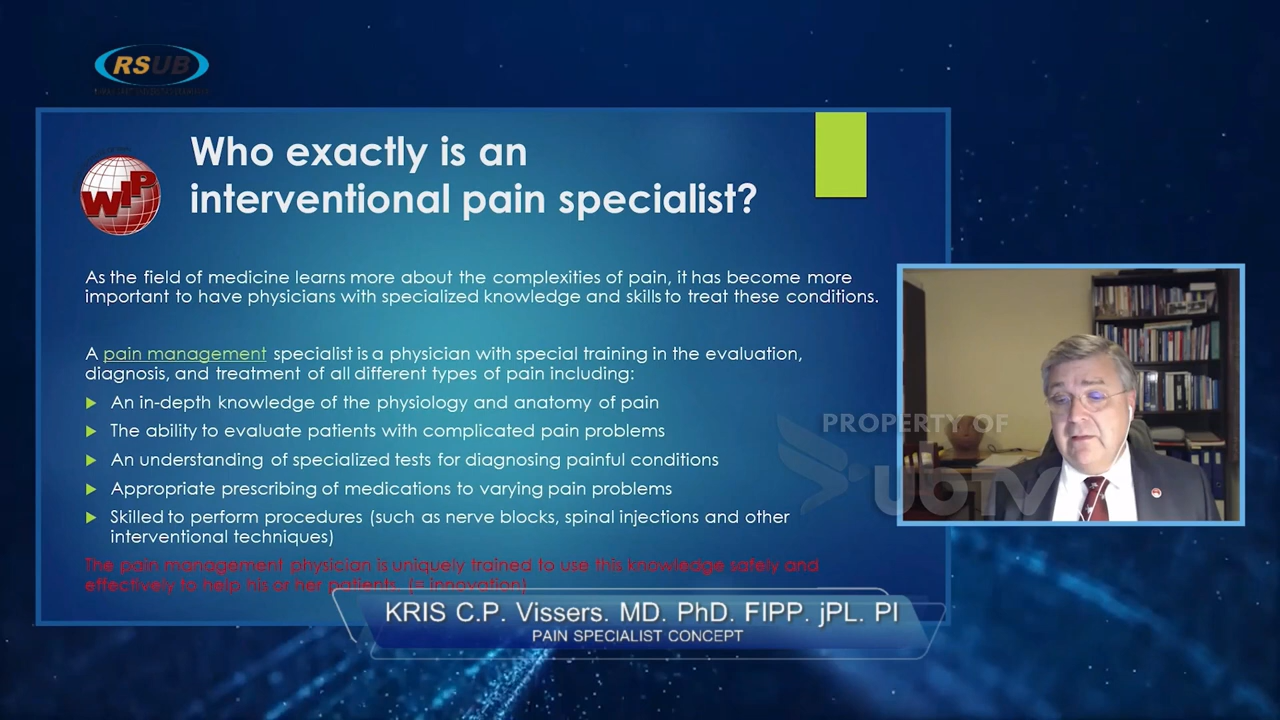 RSUB
WIP
Who exactly is an
interventional pain specialist?
As the field of medicine learns more about the complexities of pain, it has become more
important to have physicians with specialized knowledge and skills to treat these conditions.
A pain management specialist is a physician with special training in the evaluation,
diagnosis, and treatment of all different types of pain including:
An in-depth knowledge of the physiology and anatomy of pain
The ability to evaluate patients with complicated pain problems
An understanding of specialized tests for diagnosing painful conditions
Appropriate prescribing of medications to varying pain problems
Skilled to perform procedures (such as nerve blocks, spinal injections and other
interventional techniques)
The pain management physician is uniquely trained to use this knowledge safely and
effectively to help his or her patients. (= innovation)
PROPERTY OF
UBTV
KRIS C.P. Vissers. MD. PhD. FIPP. jPL. PI
PAIN SPECIALIST CONCEPT